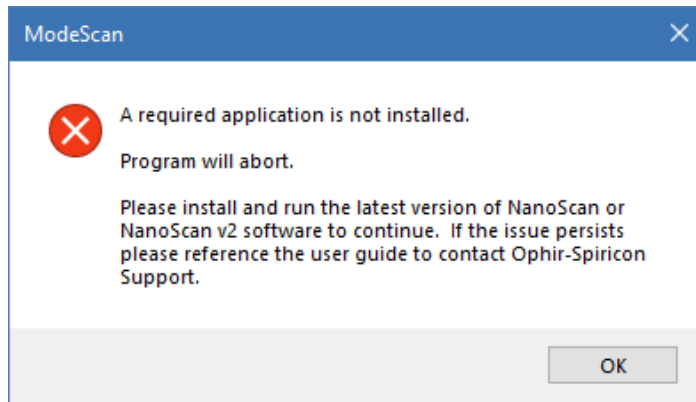 ModeScan
A required application is not installed.
Program will abort.
Please install and run the latest version of NanoScan or
NanoScan v2 software to continue.  If the issue persists
please reference the user guide to contact Ophir-Spiricon
Support.
OK